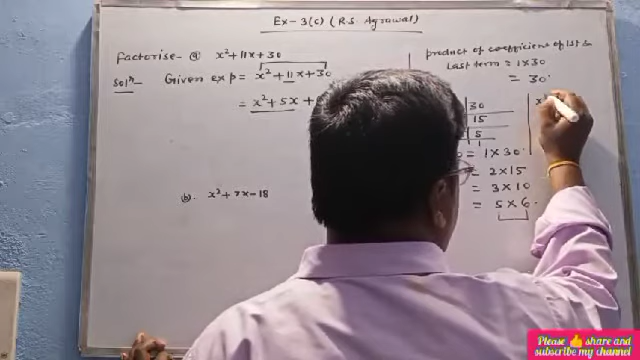 Ex-3(c) (R.S. Agrawal)
Factorise- @ x²+11x+30
Solⁿ- Given exp = x²+11x+30
= x²+5x+
product of coefficient of 1st &
Last term = 1×30
= 30.
30
15
5
1
= 1×30.
= 2×15
= 3×10
= 5×6.
(b). x²+7x-18
Please 👍 share and
subscribe my channel